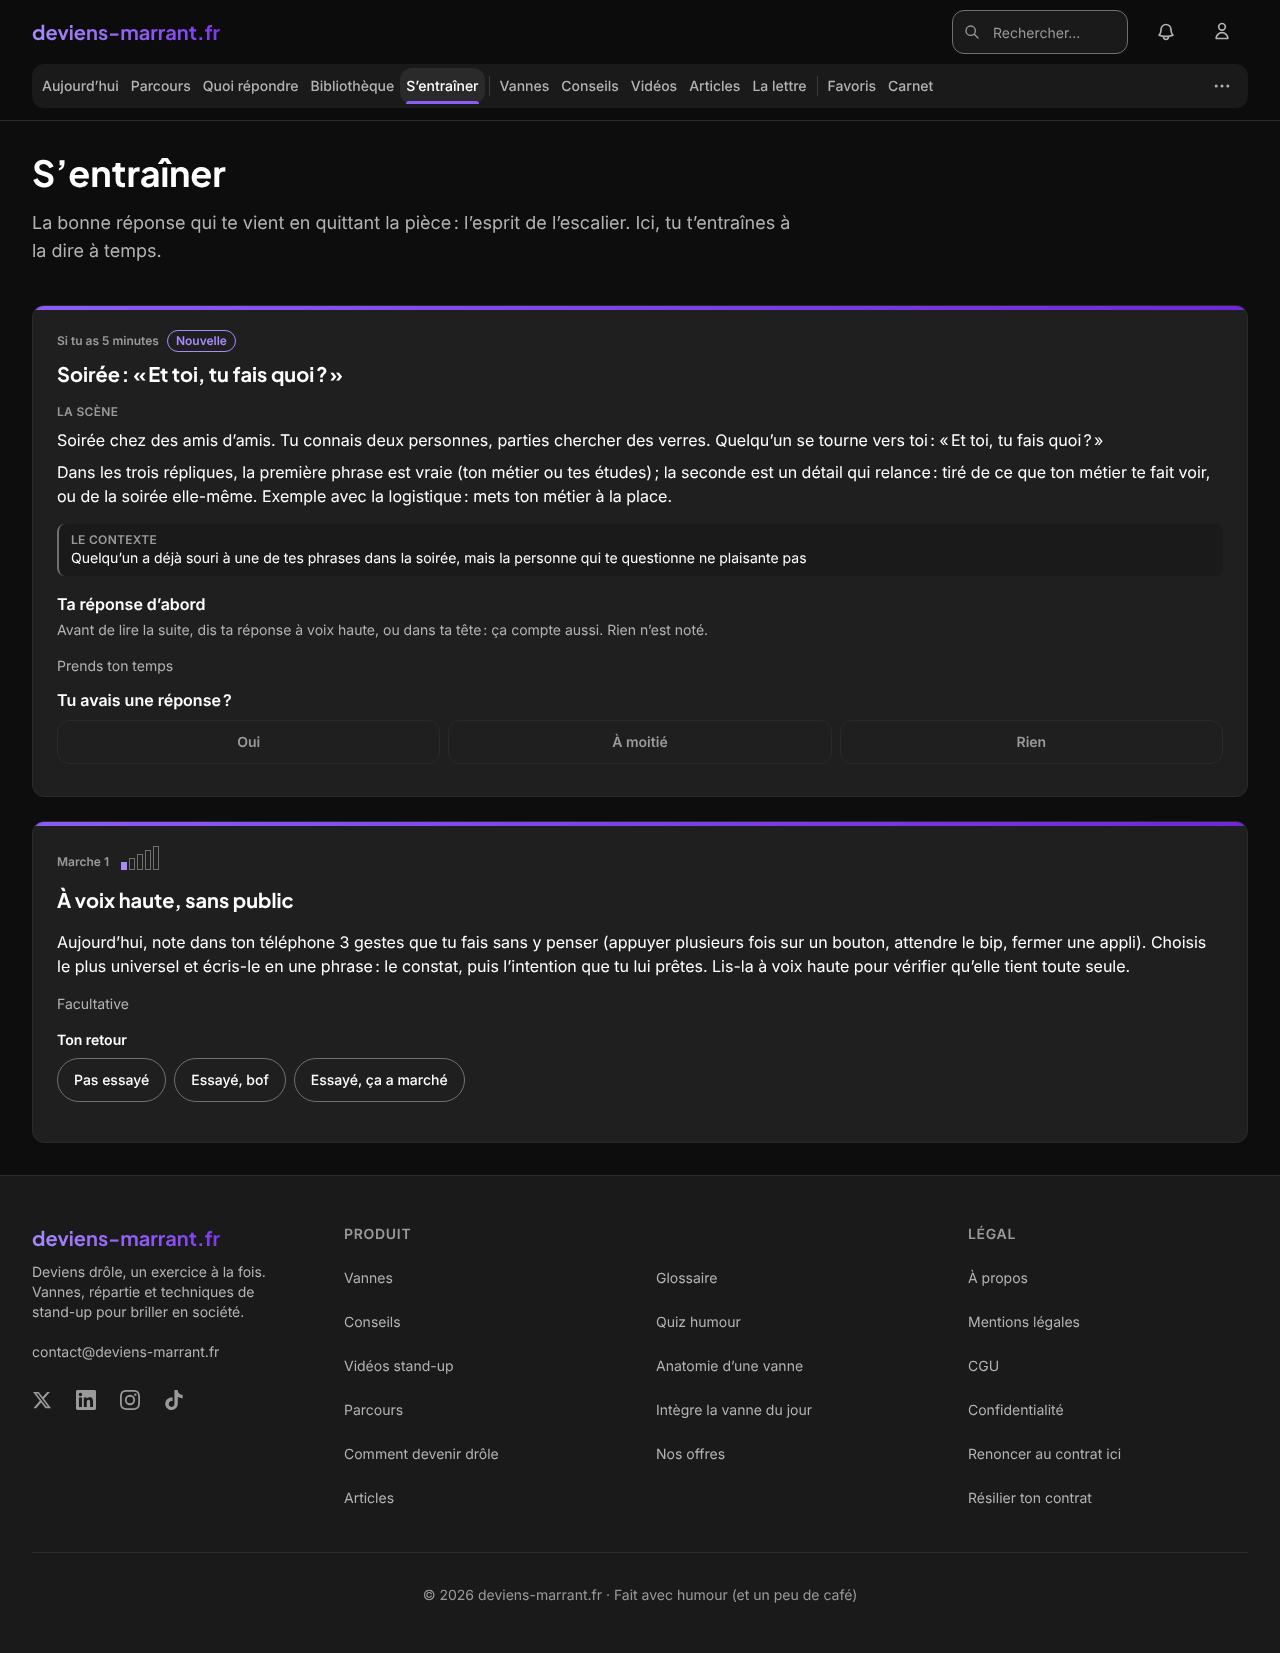 deviens-marrant.fr
Rechercher...
Aujourd’hui Parcours Quoi répondre Bibliothèque S’entraîner Vannes Conseils Vidéos Articles La lettre Favoris Carnet
S’entraîner
La bonne réponse qui te vient en quittant la pièce : l’esprit de l’escalier. Ici, tu t’entraînes à
la dire à temps.
Si tu as 5 minutes Nouvelle
Soirée : « Et toi, tu fais quoi ? »
LA SCÈNE
Soirée chez des amis d’amis. Tu connais deux personnes, parties chercher des verres. Quelqu’un se tourne vers toi : « Et toi, tu fais quoi ? »
Dans les trois répliques, la première phrase est vraie (ton métier ou tes études) ; la seconde est un détail qui relance : tiré de ce que ton métier te fait voir,
ou de la soirée elle-même. Exemple avec la logistique : mets ton métier à la place.
LE CONTEXTE
Quelqu’un a déjà souri à une de tes phrases dans la soirée, mais la personne qui te questionne ne plaisante pas
Ta réponse d’abord
Avant de lire la suite, dis ta réponse à voix haute, ou dans ta tête : ça compte aussi. Rien n’est noté.
Prends ton temps
Tu avais une réponse ?
Oui À moitié Rien
Marche 1
À voix haute, sans public
Aujourd’hui, note dans ton téléphone 3 gestes que tu fais sans y penser (appuyer plusieurs fois sur un bouton, attendre le bip, fermer une appli). Choisis
le plus universel et écris-le en une phrase : le constat, puis l’intention que tu lui prêtes. Lis-la à voix haute pour vérifier qu’elle tient toute seule.
Facultative
Ton retour
Pas essayé Essayé, bof Essayé, ça a marché
deviens-marrant.fr
Deviens drôle, un exercice à la fois.
Vannes, répartie et techniques de
stand-up pour briller en société.
contact@deviens-marrant.fr
PRODUIT
Vannes
Conseils
Vidéos stand-up
Parcours
Comment devenir drôle
Articles
Glossaire
Quiz humour
Anatomie d’une vanne
Intègre la vanne du jour
Nos offres
LÉGAL
À propos
Mentions légales
CGU
Confidentialité
Renoncer au contrat ici
Résilier ton contrat
© 2026 deviens-marrant.fr · Fait avec humour (et un peu de café)